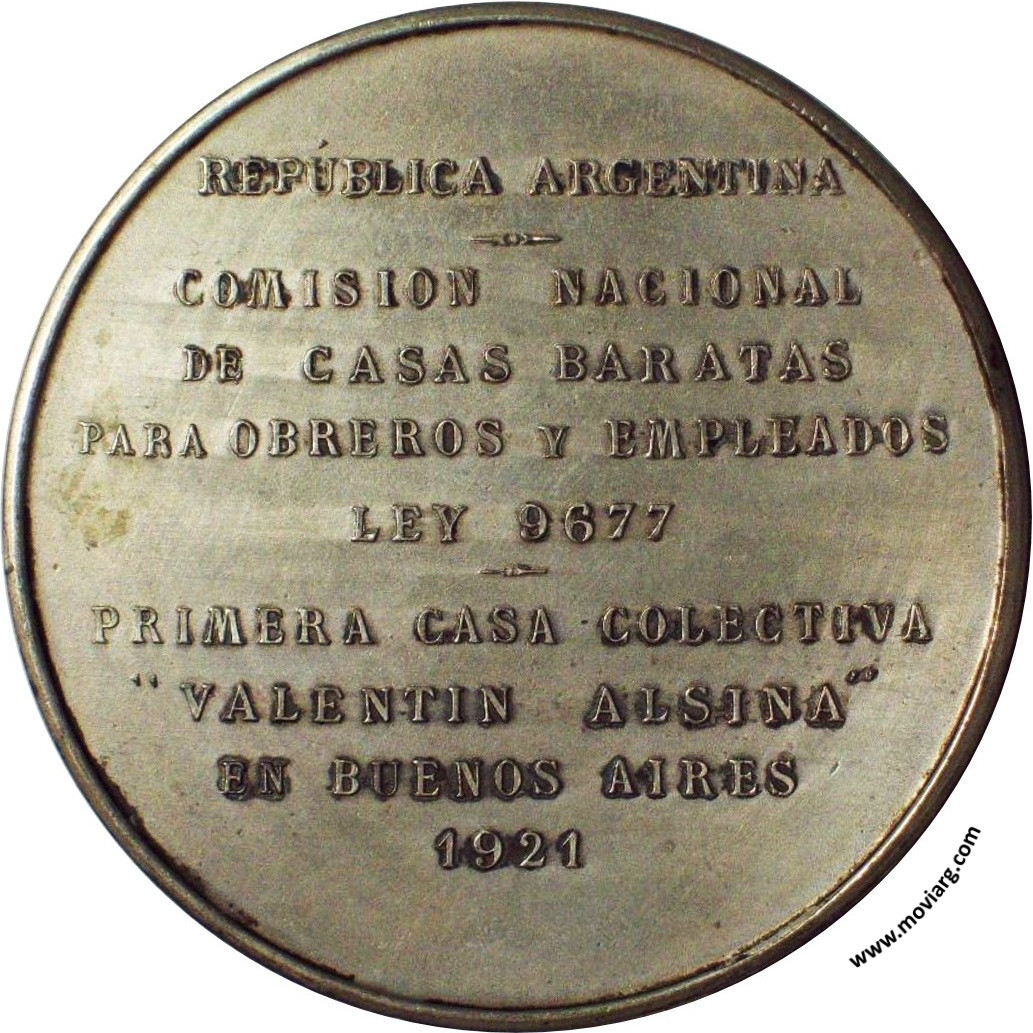 REPÚBLICA ARGENTINA
COMISION NACIONAL
DE CASAS BARATAS
PARA OBREROS Y EMPLEADOS
LEY 9677
PRIMERA CASA COLECTIVA
"VALENTIN ALSINA"
EN BUENOS AIRES
1921
www.moviarg.com